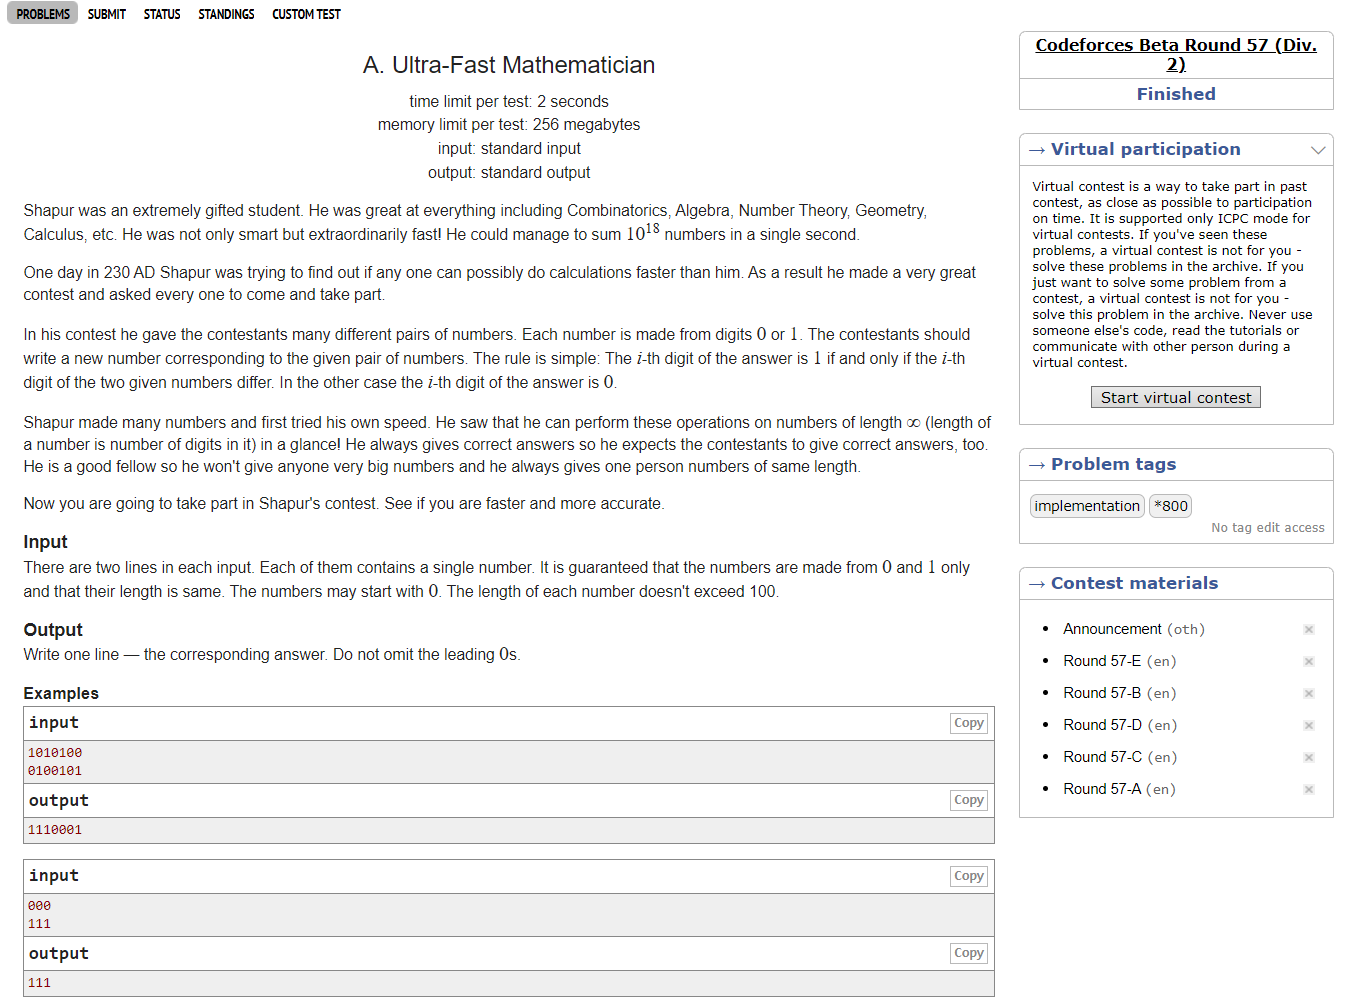 PROBLEMS SUBMIT STATUS STANDINGS CUSTOM TEST
A. Ultra-Fast Mathematician
time limit per test: 2 seconds
memory limit per test: 256 megabytes
input: standard input
output: standard output
Shapur was an extremely gifted student. He was great at everything including Combinatorics, Algebra, Number Theory, Geometry,
Calculus, etc. He was not only smart but extraordinarily fast! He could manage to sum 10^18 numbers in a single second.
One day in 230 AD Shapur was trying to find out if any one can possibly do calculations faster than him. As a result he made a very great
contest and asked every one to come and take part.
In his contest he gave the contestants many different pairs of numbers. Each number is made from digits 0 or 1. The contestants should
write a new number corresponding to the given pair of numbers. The rule is simple: The i-th digit of the answer is 1 if and only if the i-th
digit of the two given numbers differ. In the other case the i-th digit of the answer is 0.
Shapur made many numbers and first tried his own speed. He saw that he can perform these operations on numbers of length ∞ (length of
a number is number of digits in it) in a glance! He always gives correct answers so he expects the contestants to give correct answers, too.
He is a good fellow so he won't give anyone very big numbers and he always gives one person numbers of same length.
Now you are going to take part in Shapur's contest. See if you are faster and more accurate.
Input
There are two lines in each input. Each of them contains a single number. It is guaranteed that the numbers are made from 0 and 1 only
and that their length is same. The numbers may start with 0. The length of each number doesn't exceed 100.
Output
Write one line — the corresponding answer. Do not omit the leading 0s.
Examples
input Copy
1010100
0100101
output Copy
1110001
input Copy
000
111
output Copy
111
Codeforces Beta Round 57 (Div.
2)
Finished
→ Virtual participation
Virtual contest is a way to take part in past
contest, as close as possible to participation
on time. It is supported only ICPC mode for
virtual contests. If you've seen these
problems, a virtual contest is not for you -
solve these problems in the archive. If you
just want to solve some problem from a
contest, a virtual contest is not for you -
solve this problem in the archive. Never use
someone else's code, read the tutorials or
communicate with other person during a
virtual contest.
Start virtual contest
→ Problem tags
implementation *800
No tag edit access
→ Contest materials
• Announcement (oth)
• Round 57-E (en)
• Round 57-B (en)
• Round 57-D (en)
• Round 57-C (en)
• Round 57-A (en)